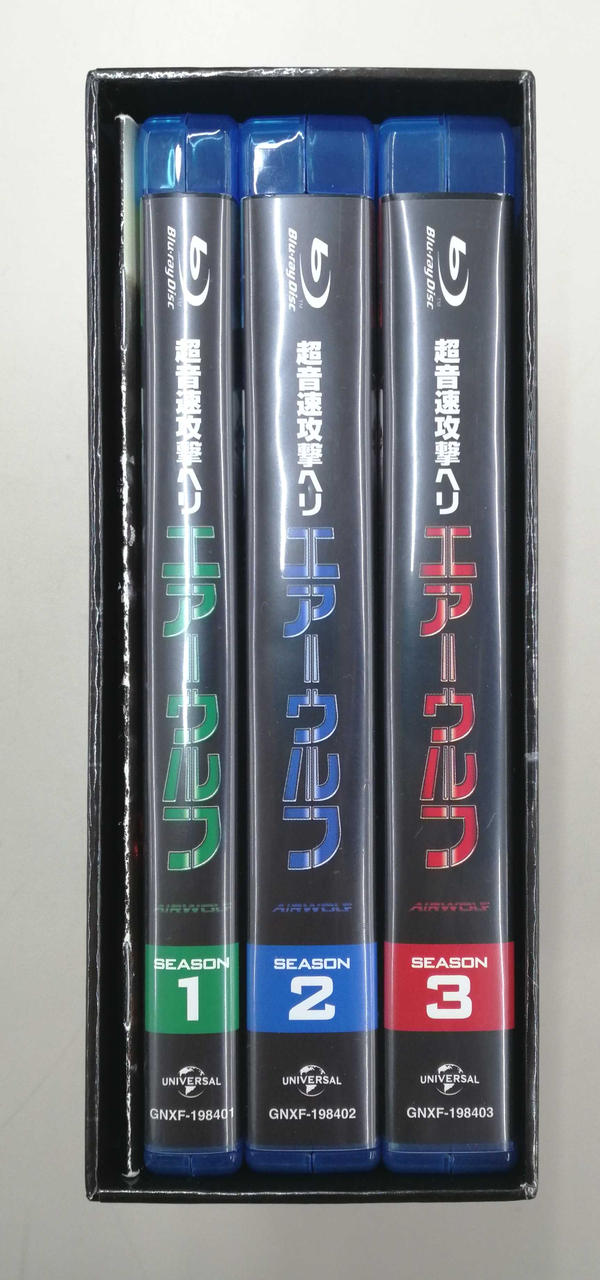 Blu-ray Disc
TM
超音速攻撃ヘリ
エアーウルフ
AIRWOLF
SEASON
1
UNIVERSAL
GNXF-198401
Blu-ray Disc
TM
超音速攻撃ヘリ
エアーウルフ
AIRWOLF
SEASON
2
UNIVERSAL
GNXF-198402
Blu-ray Disc
TM
超音速攻撃ヘリ
エアーウルフ
AIRWOLF
SEASON
3
UNIVERSAL
GNXF-198403